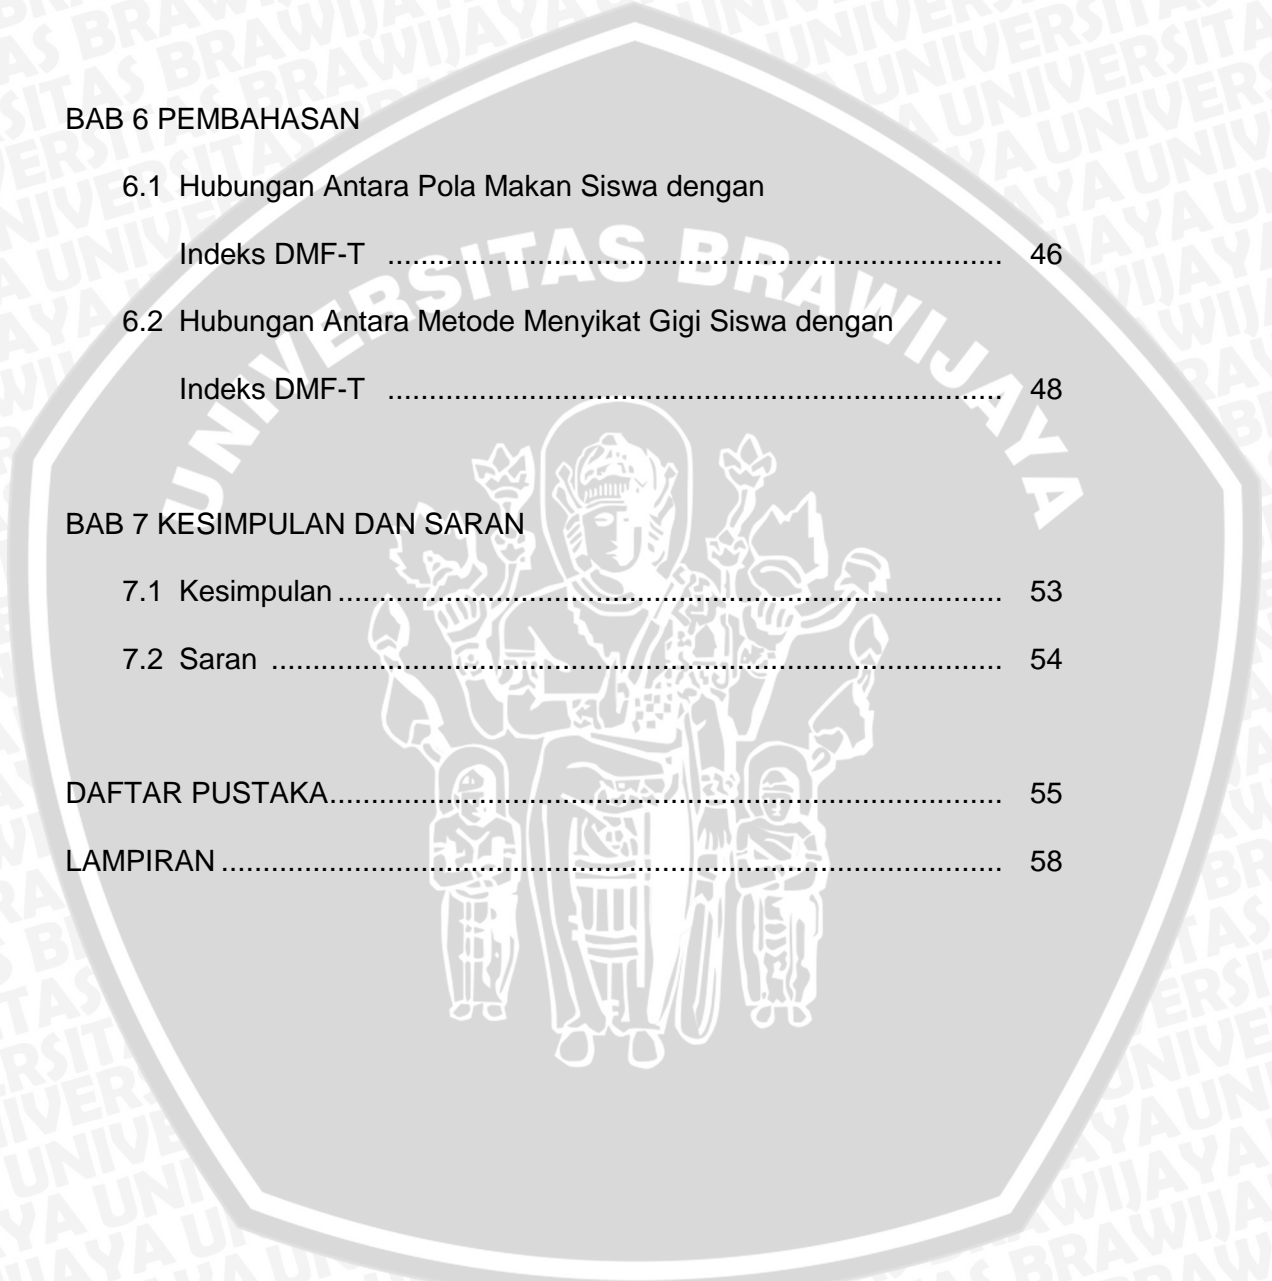 BAB 6 PEMBAHASAN
6.1 Hubungan Antara Pola Makan Siswa dengan
Indeks DMF-T ........................................................................... 46
6.2 Hubungan Antara Metode Menyikat Gigi Siswa dengan
Indeks DMF-T ........................................................................... 48
BAB 7 KESIMPULAN DAN SARAN
7.1 Kesimpulan ................................................................................ 53
7.2 Saran ........................................................................................ 54
DAFTAR PUSTAKA................................................................................. 55
LAMPIRAN .............................................................................................. 58
UNIVERSITAS BRAWIJAYA